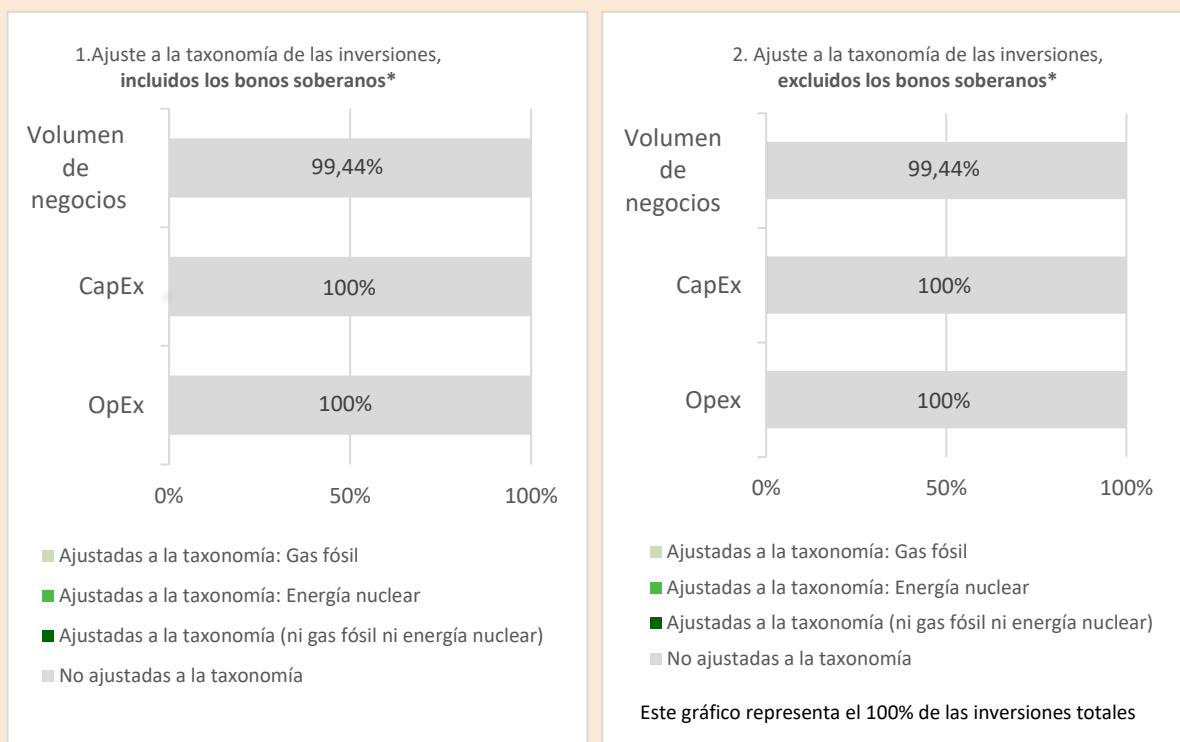 1.Ajuste a la taxonomía de las inversiones,
incluidos los bonos soberanos*
Volumen
de
negocios
99,44%
CapEx
100%
OpEx
100%
0%
50%
100%
Ajustadas a la taxonomía: Gas fósil
Ajustadas a la taxonomía: Energía nuclear
Ajustadas a la taxonomía (ni gas fósil ni energía nuclear)
No ajustadas a la taxonomía
2. Ajuste a la taxonomía de las inversiones,
excluidos los bonos soberanos*
Volumen
de
negocios
99,44%
CapEx
100%
Opex
100%
0%
50%
100%
Ajustadas a la taxonomía: Gas fósil
Ajustadas a la taxonomía: Energía nuclear
Ajustadas a la taxonomía (ni gas fósil ni energía nuclear)
No ajustadas a la taxonomía
Este gráfico representa el 100% de las inversiones totales